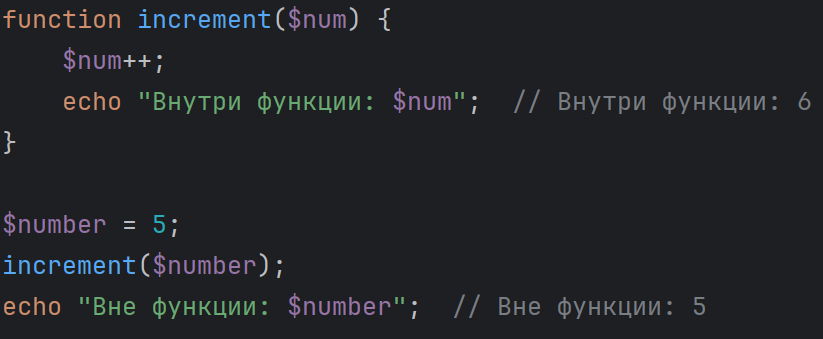 function increment($num) {
    $num++;
    echo "Внутри функции: $num";  // Внутри функции: 6
}

$number = 5;
increment($number);
echo "Вне функции: $number";  // Вне функции: 5